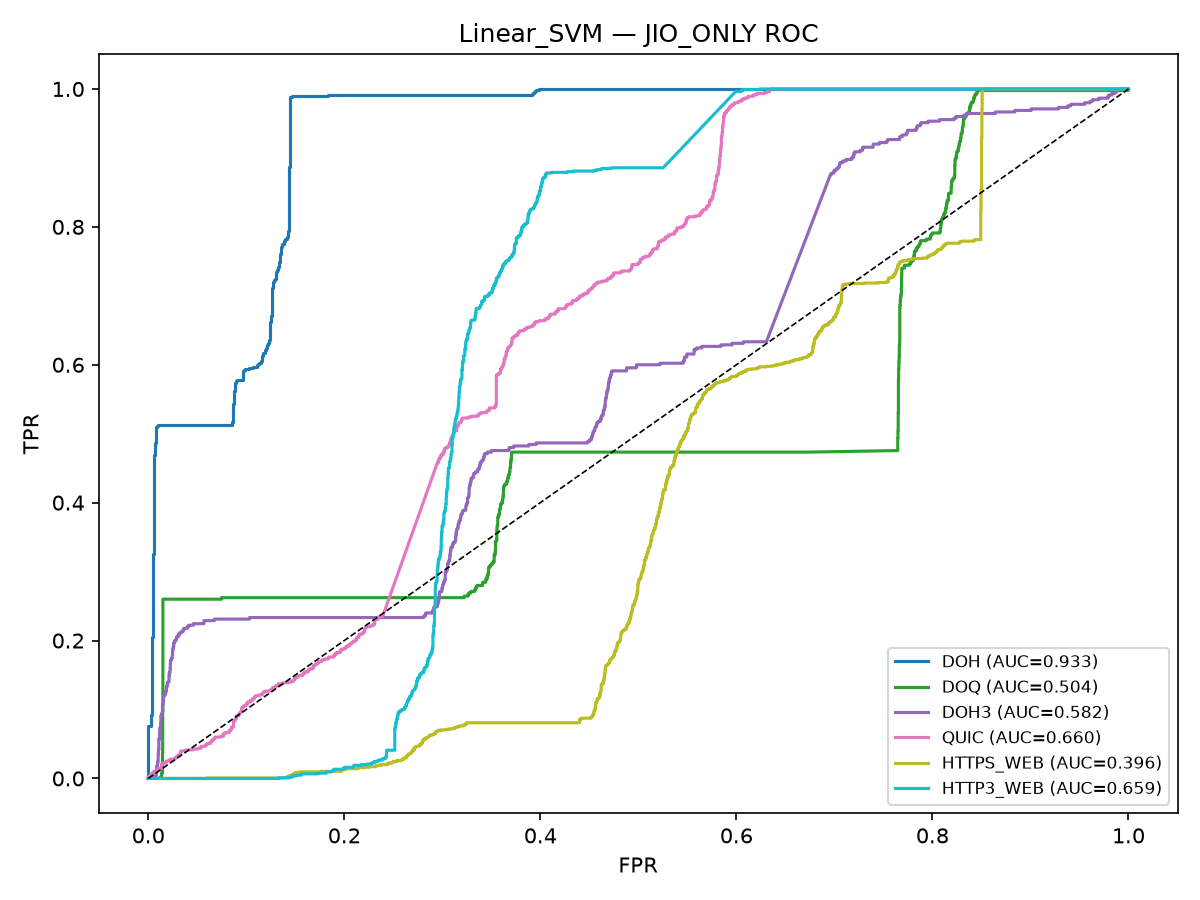 Linear_SVM — JIO_ONLY ROC
TPR
1.0
0.8
0.6
0.4
0.2
0.0
DOH (AUC=0.933)
DOQ (AUC=0.504)
DOH3 (AUC=0.582)
QUIC (AUC=0.660)
HTTPS_WEB (AUC=0.396)
HTTP3_WEB (AUC=0.659)
0.0 0.2 0.4 0.6 0.8 1.0
FPR